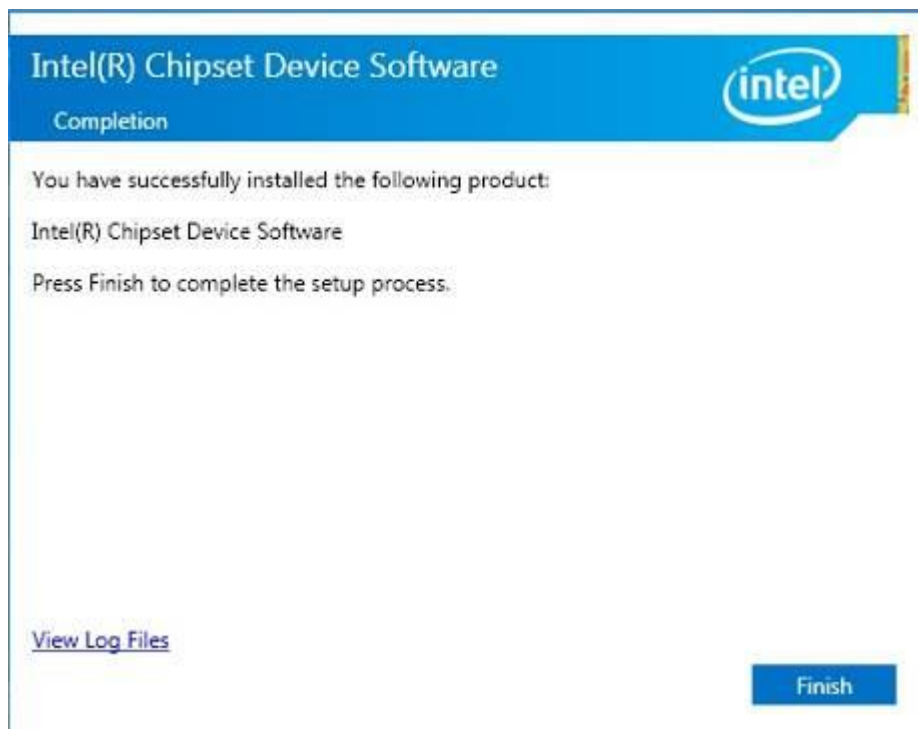 Intel(R) Chipset Device Software
intel
Completion
You have successfully installed the following product:
Intel(R) Chipset Device Software
Press Finish to complete the setup process.
View Log Files
Finish